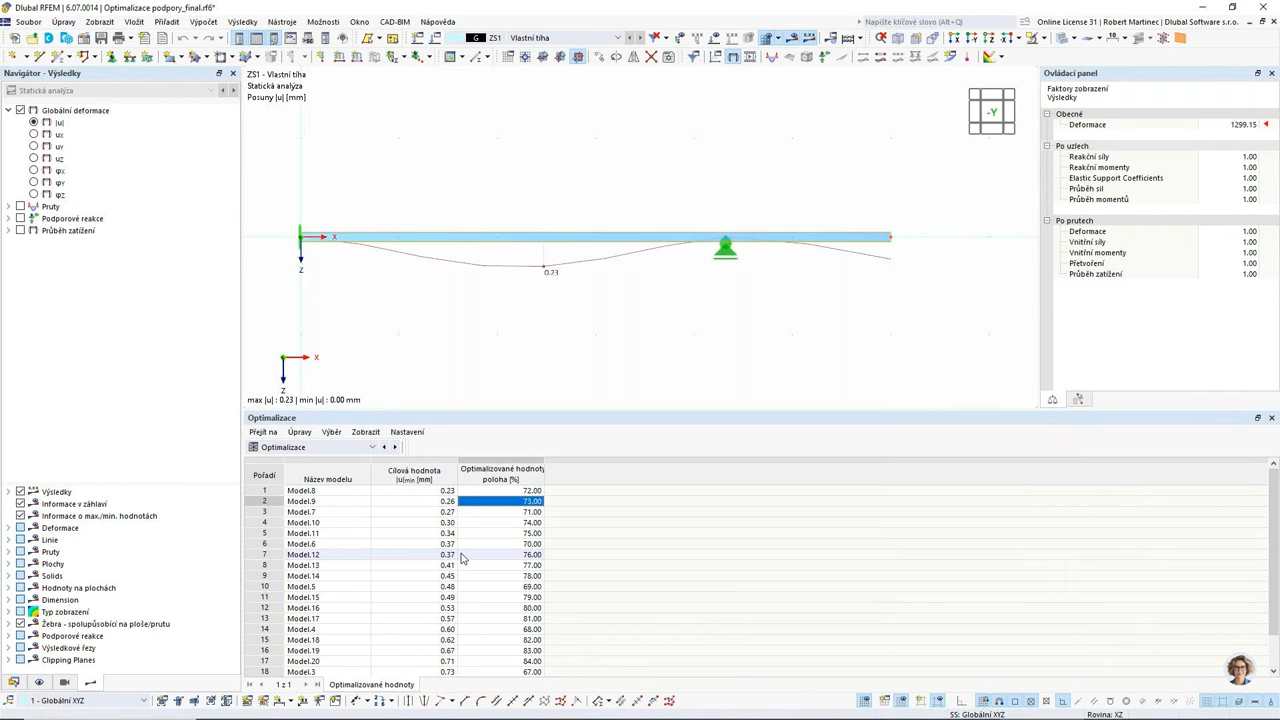 Dlubal RFEM | 6.07.0014 | Optimalizace podpory_final.rf6*
Soubor Úpravy Zobrazit Vložit Přiřadit Výpočet Výsledky Nástroje Možnosti Okno CAD-BIM Nápověda
Napište klíčové slovo (Alt+Q)
Online License 31 | Robert Martinec | Dlubal Software s.r.o.
G ZS1 Vlastní tíha
Navigátor - Výsledky
Statická analýza
Globální deformace
|u|
uX
uY
uZ
φX
φY
φZ
Pruty
Podporové reakce
Průběh zatížení
Výsledky
Informace v záhlaví
Informace o max./min. hodnotách
Deformace
Linie
Pruty
Plochy
Solids
Hodnoty na plochách
Dimension
Typ zobrazení
Žebra - spolupůsobící na ploše/prutu
Podporové reakce
Výsledkové řezy
Clipping Planes
ZS1 - Vlastní tíha
Statická analýza
Posuny |u| [mm]
-Y
X
Z
0.23
X
Z
max |u| : 0.23 | min |u| : 0.00 mm
Ovládací panel
Faktory zobrazení
Výsledky
Obecné
Deformace 1299.15
Po uzlech
Reakční síly 1.00
Reakční momenty 1.00
Elastic Support Coefficients 1.00
Průběh sil 1.00
Průběh momentů 1.00
Po prutech
Deformace 1.00
Vnitřní síly 1.00
Vnitřní momenty 1.00
Přetvoření 1.00
Průběh zatížení 1.00
Optimalizace
Přejít na Úpravy Výběr Zobrazit Nastavení
Optimalizace
Pořadí Název modelu Cílová hodnota |u|min [mm] Optimalizované hodnoty poloha [%]
1 Model.8 0.23 72.00
2 Model.9 0.26 73.00
3 Model.7 0.27 71.00
4 Model.10 0.30 74.00
5 Model.11 0.34 75.00
6 Model.6 0.37 70.00
7 Model.12 0.37 76.00
8 Model.13 0.41 77.00
9 Model.14 0.45 78.00
10 Model.5 0.48 69.00
11 Model.15 0.49 79.00
12 Model.16 0.53 80.00
13 Model.17 0.57 81.00
14 Model.4 0.60 68.00
15 Model.18 0.62 82.00
16 Model.19 0.67 83.00
17 Model.20 0.71 84.00
18 Model.3 0.73 67.00
1 z 1 Optimalizované hodnoty
1 - Globální XYZ
SS: Globální XYZ Rovina: XZ